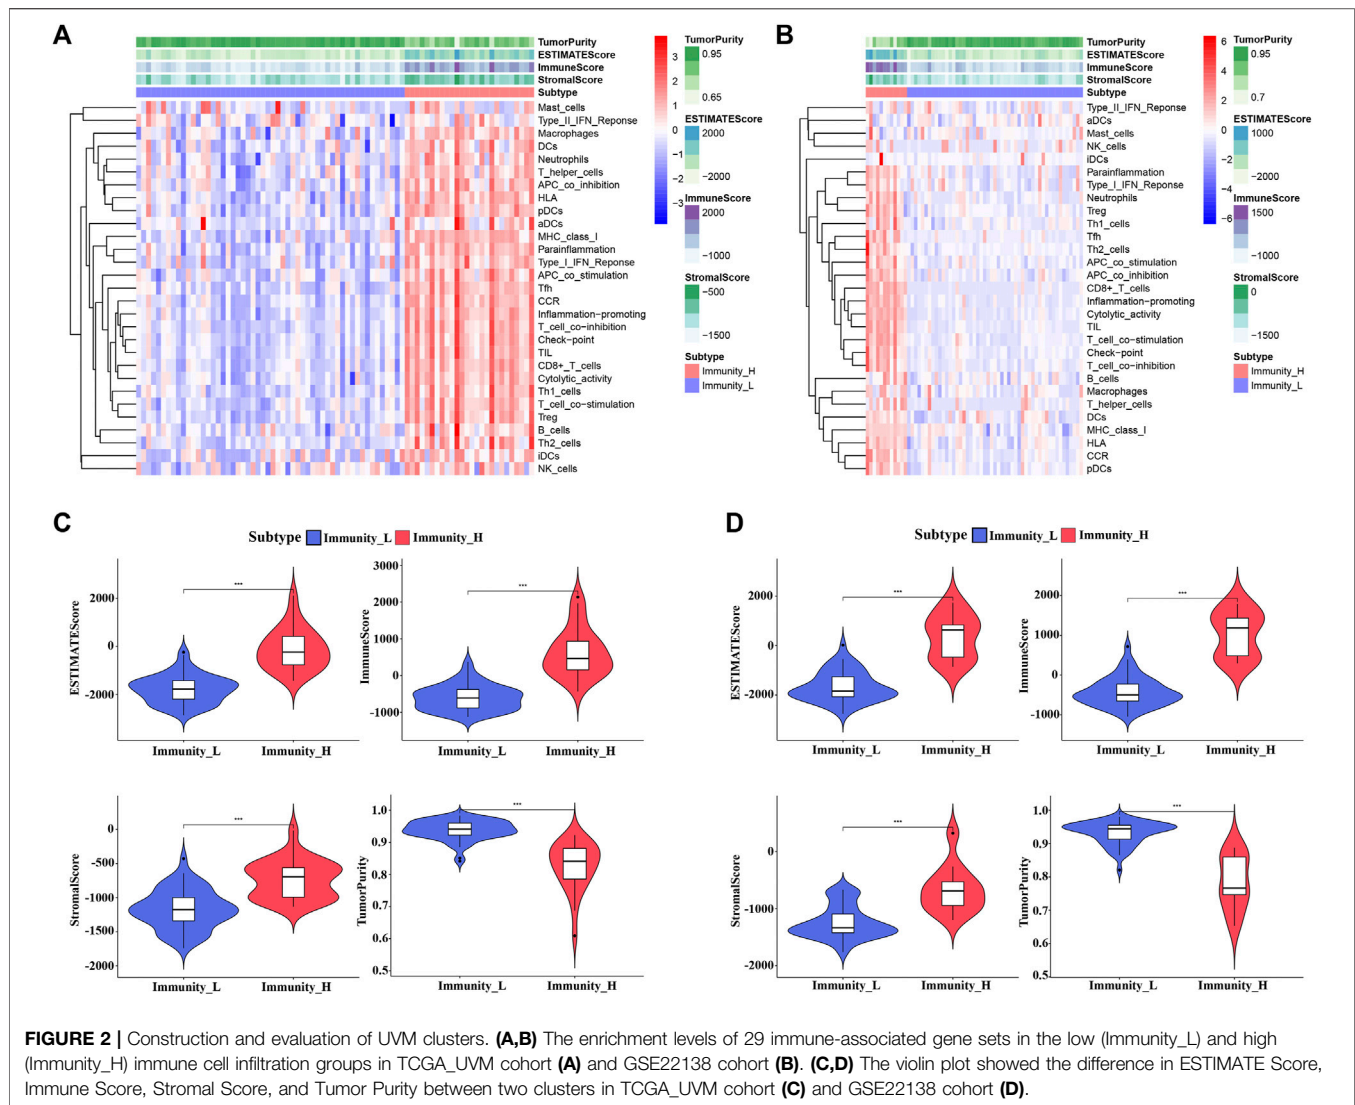 A
TumorPurity
ESTIMATEScore
ImmuneScore
StromalScore
Subtype
Mast_cells
Type_II_IFN_Reponse
Macrophages
DCs
Neutrophils
T_helper_cells
APC_co_inhibition
HLA
pDCs
aDCs
MHC_class_I
Parainflammation
Type_I_IFN_Reponse
APC_co_stimulation
Tfh
CCR
Inflammation-promoting
T_cell_co-inhibition
Check-point
TIL
CD8+_T_cells
Cytolytic_activity
Th1_cells
T_cell_co-stimulation
Treg
B_cells
Th2_cells
iDCs
NK_cells
3
2
1
0
−1
−2
−3
TumorPurity
0.95
0.65
ESTIMATEScore
2000
−2000
ImmuneScore
2000
−1000
StromalScore
−500
−1500
Subtype
Immunity_H
Immunity_L
B
TumorPurity
ESTIMATEScore
ImmuneScore
StromalScore
Subtype
Type_II_IFN_Reponse
aDCs
Mast_cells
NK_cells
iDCs
Parainflammation
Type_I_IFN_Reponse
Neutrophils
Treg
Th1_cells
Tfh
Th2_cells
APC_co_stimulation
APC_co_inhibition
CD8+_T_cells
Inflammation-promoting
Cytolytic_activity
TIL
T_cell_co-stimulation
Check-point
T_cell_co-inhibition
B_cells
Macrophages
T_helper_cells
DCs
MHC_class_I
HLA
CCR
pDCs
6
4
2
0
−2
−4
−6
TumorPurity
0.95
0.7
ESTIMATEScore
1000
−2000
ImmuneScore
1500
−1000
StromalScore
0
−1500
Subtype
Immunity_H
Immunity_L
C
Subtype Immunity_L Immunity_H
ESTIMATEScore
2000
0
-2000
***
Immunity_L Immunity_H
ImmuneScore
3000
2000
1000
0
-1000
***
Immunity_L Immunity_H
StromalScore
0
-500
-1000
-1500
-2000
***
Immunity_L Immunity_H
TumorPurity
1.0
0.9
0.8
0.7
0.6
0.5
***
Immunity_L Immunity_H
D
Subtype Immunity_L Immunity_H
ESTIMATEScore
2000
0
-2000
***
Immunity_L Immunity_H
ImmuneScore
2000
1000
0
-1000
***
Immunity_L Immunity_H
StromalScore
0
-1000
-2000
***
Immunity_L Immunity_H
TumorPurity
1.0
0.9
0.8
0.7
0.6
0.5
***
Immunity_L Immunity_H
FIGURE 2 | Construction and evaluation of UVM clusters. (A,B) The enrichment levels of 29 immune-associated gene sets in the low (Immunity_L) and high
(Immunity_H) immune cell infiltration groups in TCGA_UVM cohort (A) and GSE22138 cohort (B). (C,D) The violin plot showed the difference in ESTIMATE Score,
Immune Score, Stromal Score, and Tumor Purity between two clusters in TCGA_UVM cohort (C) and GSE22138 cohort (D).